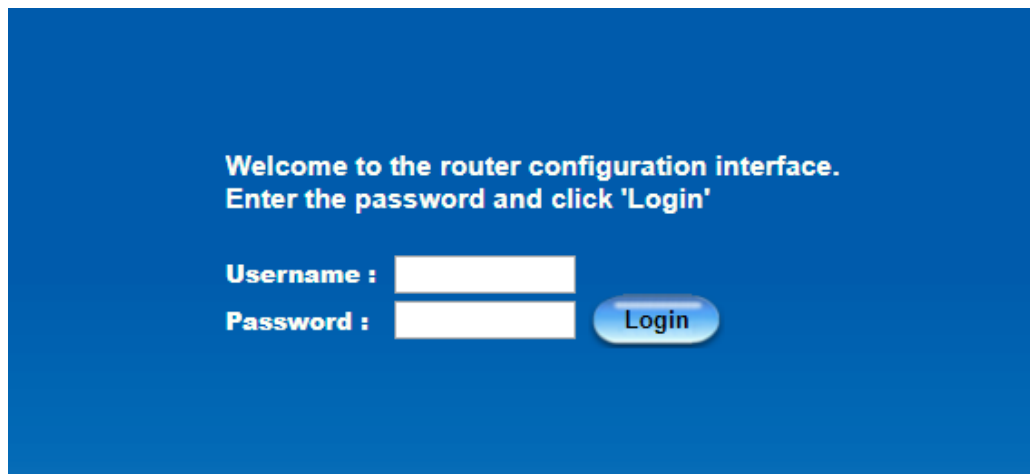 Welcome to the router configuration interface.
Enter the password and click 'Login'
Username :
Password :
Login